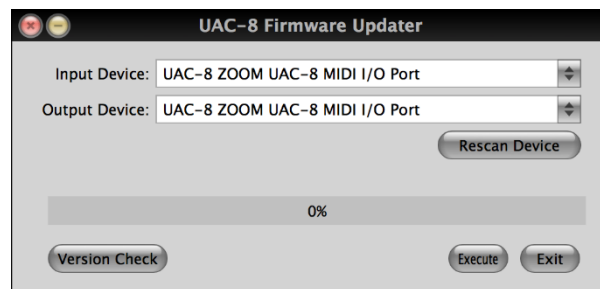 UAC-8 Firmware Updater
Input Device: UAC-8 ZOOM UAC-8 MIDI I/O Port
Output Device: UAC-8 ZOOM UAC-8 MIDI I/O Port
Rescan Device
0%
Version Check Execute Exit